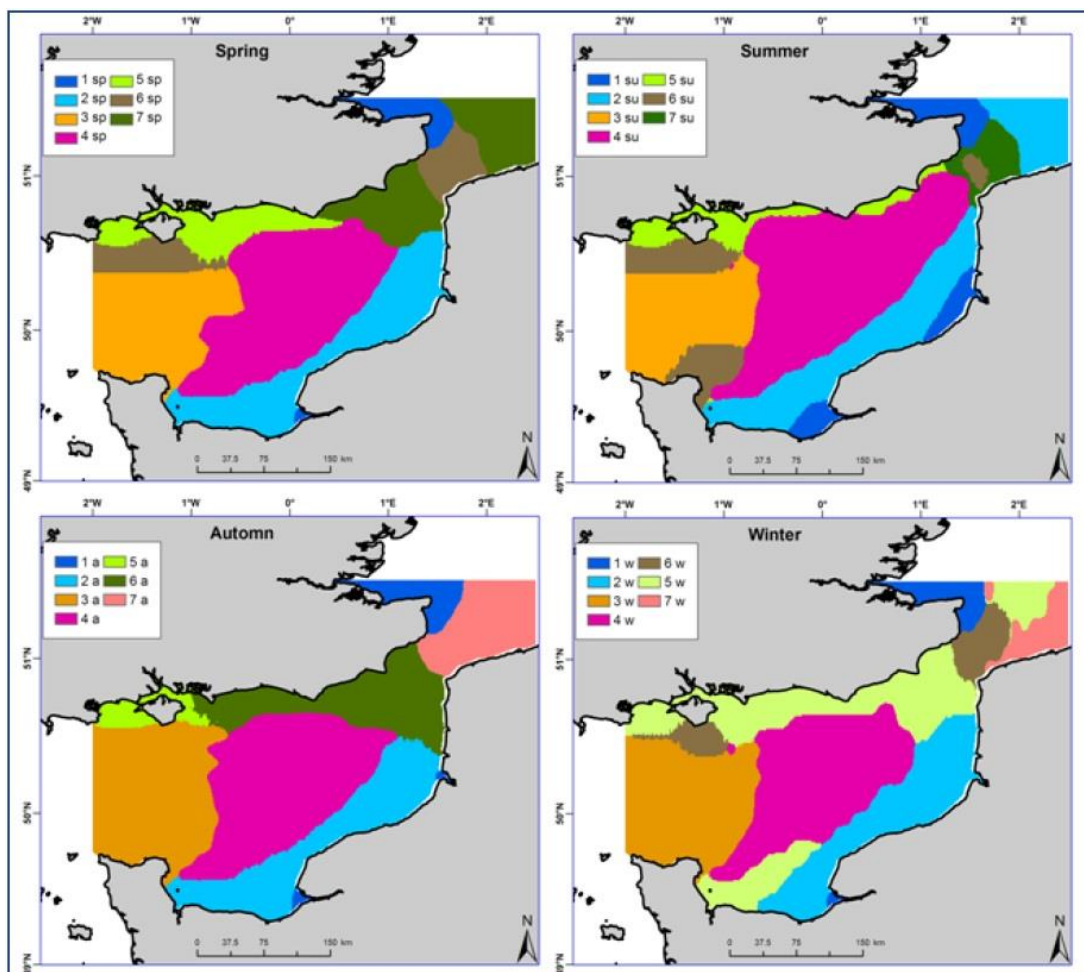 2°W 1°W 0° 1°E 2°E
Spring
1 sp 5 sp
2 sp 6 sp
3 sp 7 sp
4 sp
51°N
50°N
49°N
0 37.5 75 150 km
N
2°W 1°W 0° 1°E 2°E
Summer
1 su 5 su
2 su 6 su
3 su 7 su
4 su
51°N
50°N
49°N
0 37.5 75 150 km
N
2°W 1°W 0° 1°E 2°E
Automn
1 a 5 a
2 a 6 a
3 a 7 a
4 a
51°N
50°N
49°N
0 37.5 75 150 km
N
2°W 1°W 0° 1°E 2°E
Winter
1 w 6 w
2 w 5 w
3 w 7 w
4 w
51°N
50°N
49°N
0 37.5 75 150 km
N